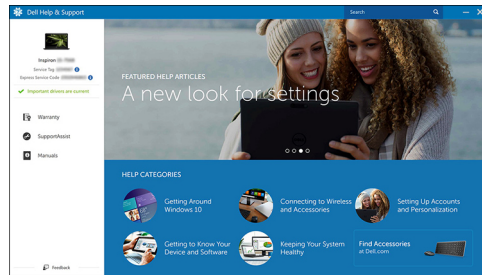 Dell Help & Support
Search
Inspiron
Service Tag
Express Service Code
Important drivers are current
Warranty
SupportAssist
Manuals
Feedback
FEATURED HELP ARTICLES
A new look for settings
HELP CATEGORIES
Getting Around
Windows 10
Connecting to Wireless
and Accessories
Setting Up Accounts
and Personalization
Getting to Know Your
Device and Software
Keeping Your System
Healthy
Find Accessories
at Dell.com